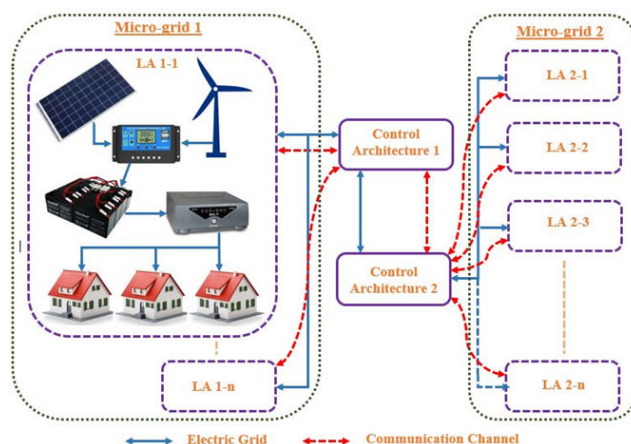 Micro-grid 1
Micro-grid 2
LA 1-1
LA 2-1
Control
Architecture 1
LA 2-2
LA 2-3
Control
Architecture 2
LA 1-n
LA 2-n
Electric Grid
Communication Channel